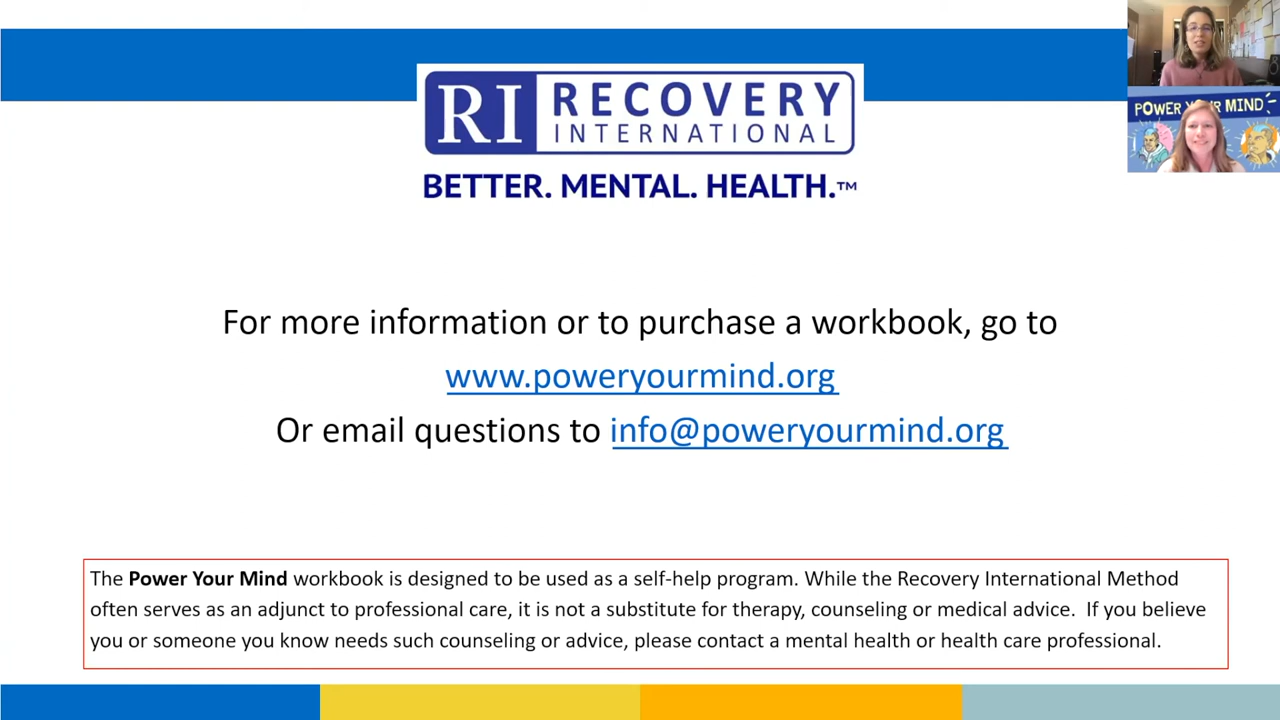 RI RECOVERY
INTERNATIONAL
BETTER. MENTAL. HEALTH.™
POWER YOUR MIND
For more information or to purchase a workbook, go to
www.poweryourmind.org
Or email questions to info@poweryourmind.org
The Power Your Mind workbook is designed to be used as a self-help program. While the Recovery International Method
often serves as an adjunct to professional care, it is not a substitute for therapy, counseling or medical advice. If you believe
you or someone you know needs such counseling or advice, please contact a mental health or health care professional.